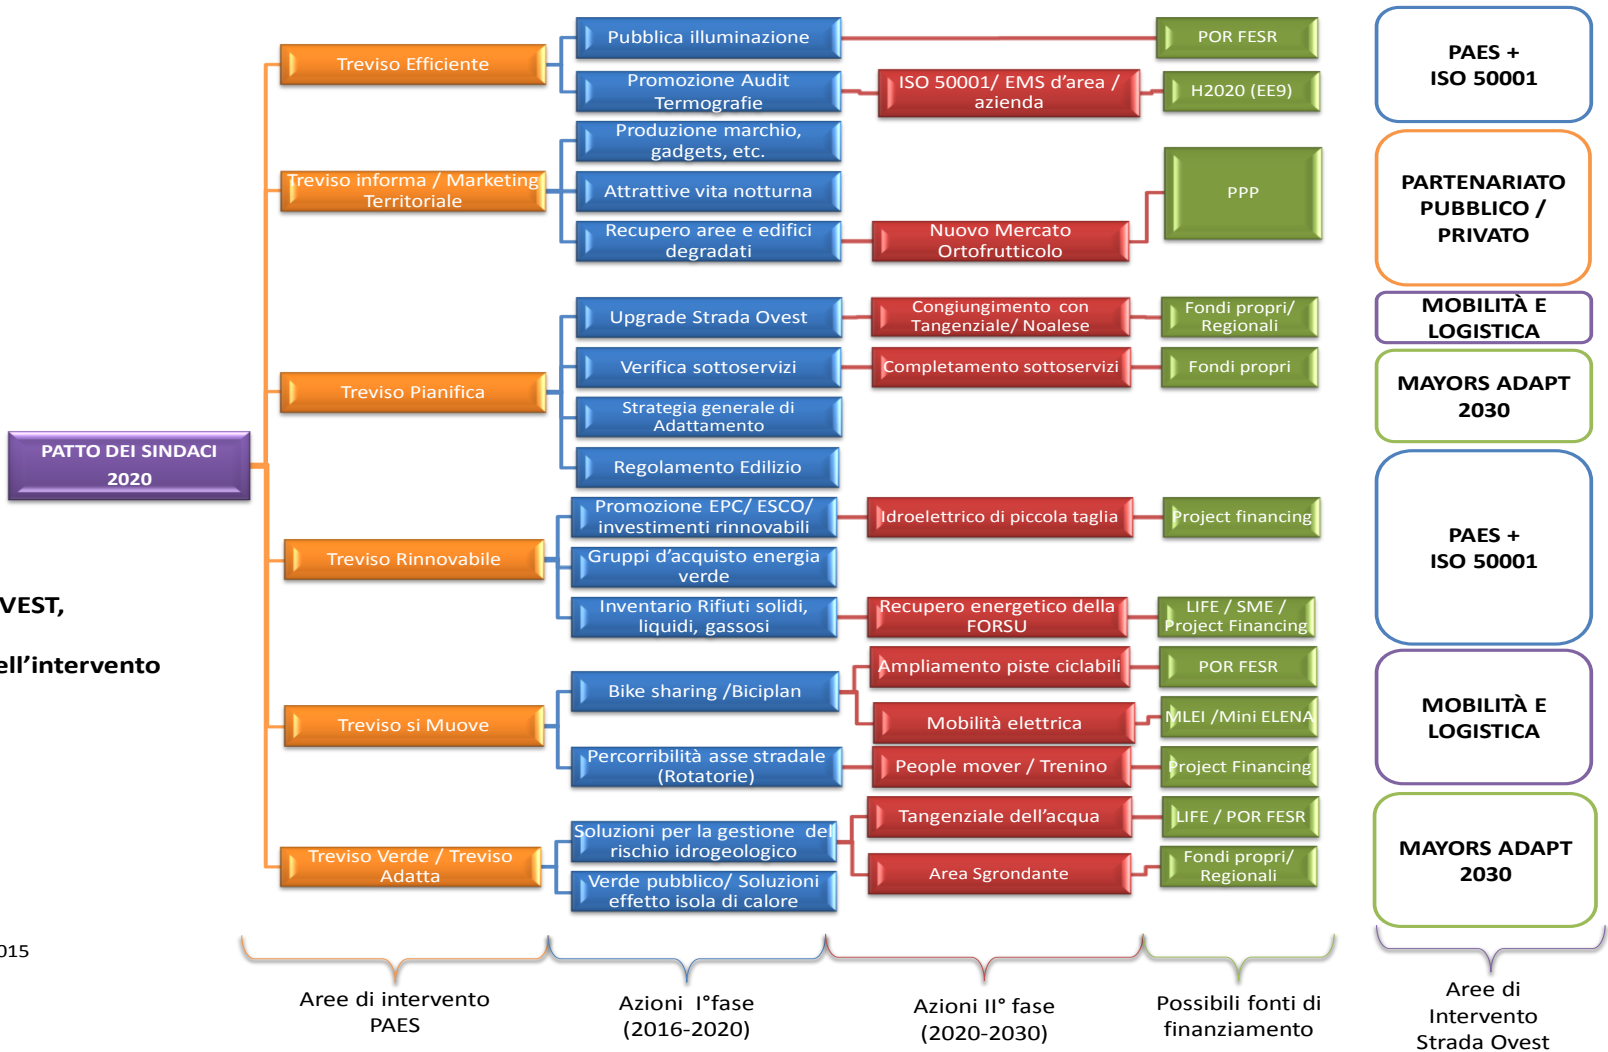 PATTO DEI SINDACI
2020
VEST,
ell'intervento
015
Treviso Efficiente
Pubblica illuminazione
POR FESR
Promozione Audit
Termografie
ISO 50001/ EMS d'area /
azienda
H2020 (EE9)
PAES +
ISO 50001
Treviso informa / Marketing
Territoriale
Produzione marchio,
gadgets, etc.
Attrattive vita notturna
Recupero aree e edifici
degradati
Nuovo Mercato
Ortofrutticolo
PPP
PARTENARIATO
PUBBLICO /
PRIVATO
Treviso Pianifica
Upgrade Strada Ovest
Congiungimento con
Tangenziale/ Noalese
Fondi propri/
Regionali
MOBILITÀ E
LOGISTICA
Verifica sottoservizi
Completamento sottoservizi
Fondi propri
Strategia generale di
Adattamento
Regolamento Edilizio
MAYORS ADAPT
2030
Treviso Rinnovabile
Promozione EPC/ ESCO/
investimenti rinnovabili
Idroelettrico di piccola taglia
Project financing
Gruppi d'acquisto energia
verde
Inventario Rifiuti solidi,
liquidi, gassosi
Recupero energetico della
FORSU
LIFE / SME /
Project Financing
PAES +
ISO 50001
Treviso si Muove
Bike sharing /Biciplan
Ampliamento piste ciclabili
POR FESR
Mobilità elettrica
MLEI /Mini ELENA
Percorribilità asse stradale
(Rotatorie)
People mover / Trenino
Project Financing
MOBILITÀ E
LOGISTICA
Treviso Verde / Treviso
Adatta
Soluzioni per la gestione del
rischio idrogeologico
Tangenziale dell'acqua
LIFE / POR FESR
Area Sgrondante
Fondi propri/
Regionali
Verde pubblico/ Soluzioni
effetto isola di calore
MAYORS ADAPT
2030
Aree di intervento
PAES
Azioni I°fase
(2016-2020)
Azioni II° fase
(2020-2030)
Possibili fonti di
finanziamento
Aree di
Intervento
Strada Ovest